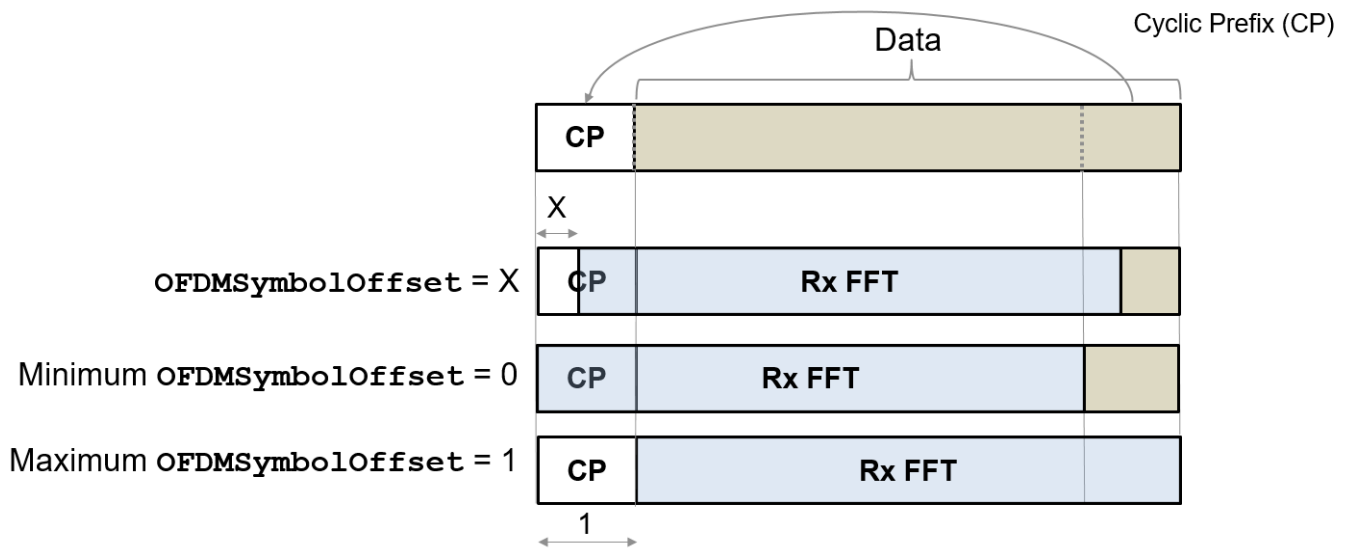 Cyclic Prefix (CP)
Data
CP
X
OFDMSymbolOffset = X
CP
Rx FFT
Minimum OFDMSymbolOffset = 0
CP
Rx FFT
Maximum OFDMSymbolOffset = 1
CP
Rx FFT
1